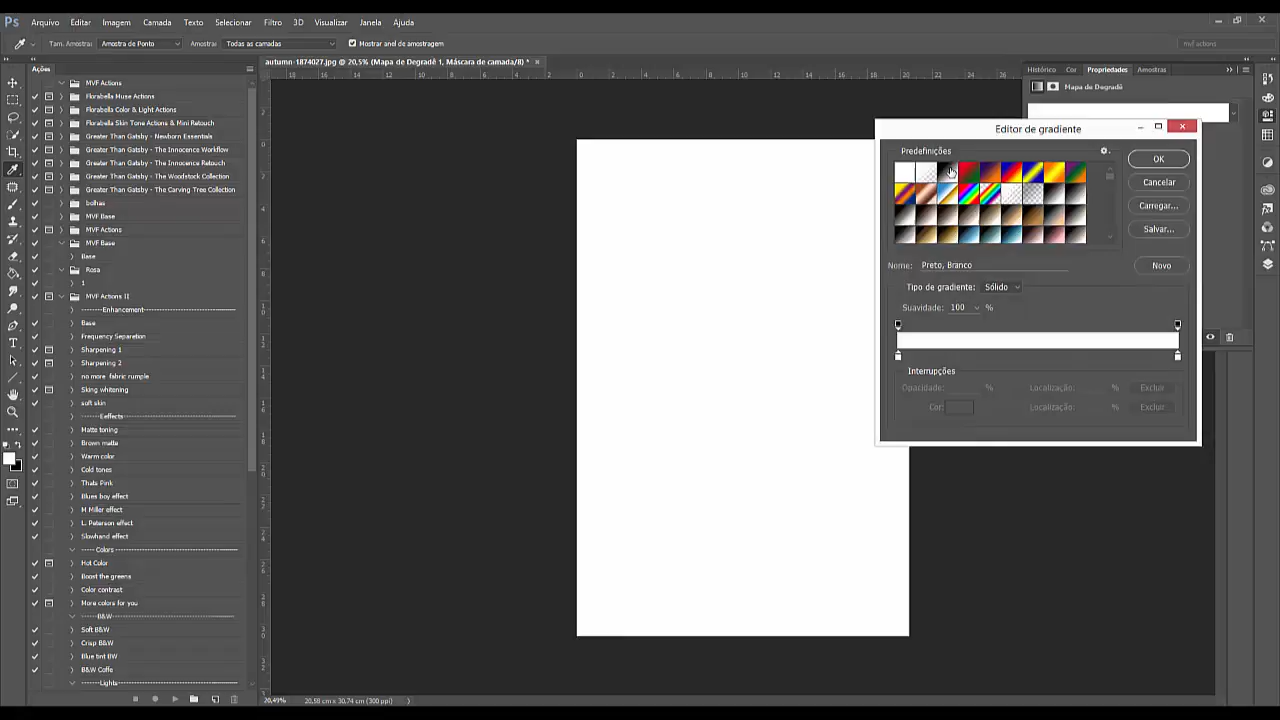 Ps Arquivo Editar Imagem Camada Texto Selecionar Filtro 3D Visualizar Janela Ajuda
Tam. Amostra: Amostra de Ponto Amostra: Todas as camadas Mostrar anel de amostragem mvf actions
Ações
autumn-1874027.jpg @ 20,5% (Mapa de Degradê 1, Máscara de camada/8) *
Histórico Cor Propriedades Amostras
Mapa de Degradê
MVF Actions
Florabella Muse Actions
Florabella Color & Light Actions
Florabella Skin Tone Actions & Mini Retouch
Greater Than Gatsby - Newborn Essentials
Greater Than Gatsby - The Innocence Workflow
Greater Than Gatsby - The Innocence Retouch
Greater Than Gatsby - The Woodstock Collection
Greater Than Gatsby - The Carving Tree Collection
bolhas
MVF Base
MVF Actions
MVF Base
Base
Rosa
1
MVF Actions II
--------Enhancement--------
Base
Frequency Separation
Sharpening 1
Sharpening 2
no more fabric rumple
Sking whitening
soft skin
--------Eeffects--------
Matte toning
Brown matte
Warm color
Cold tones
Thats Pink
Blues boy effect
M Miller effect
L. Peterson effect
Slowhand effect
----- Colors--------
Hot Color
Boost the greens
Color contrast
More colors for you
------B&W--------
Soft B&W
Crisp B&W
Blue tint BW
B&W Coffe
------Lights--------
Editor de gradiente
Predefinições
OK
Cancelar
Carregar...
Salvar...
Nome: Preto, Branco
Novo
Tipo de gradiente: Sólido
Suavidade: 100 %
Interrupções
Opacidade: % Localização: % Excluir
Cor: Localização: % Excluir
20,49% 20,58 cm x 30,74 cm (300 ppi)